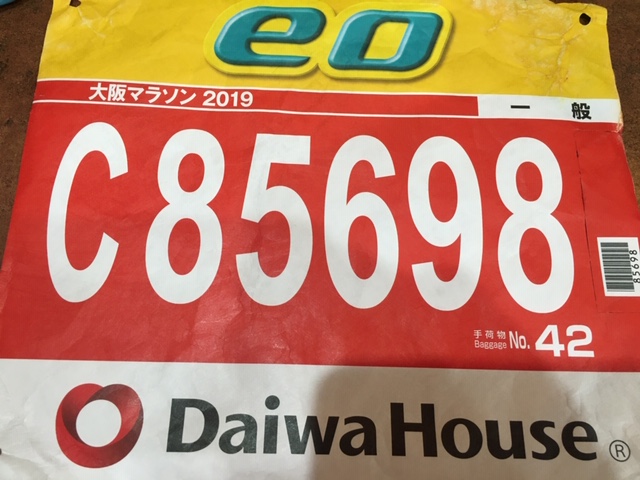 eo
大阪マラソン 2019
一般
C85698
85698
手荷物
Baggage No. 42
Daiwa House®